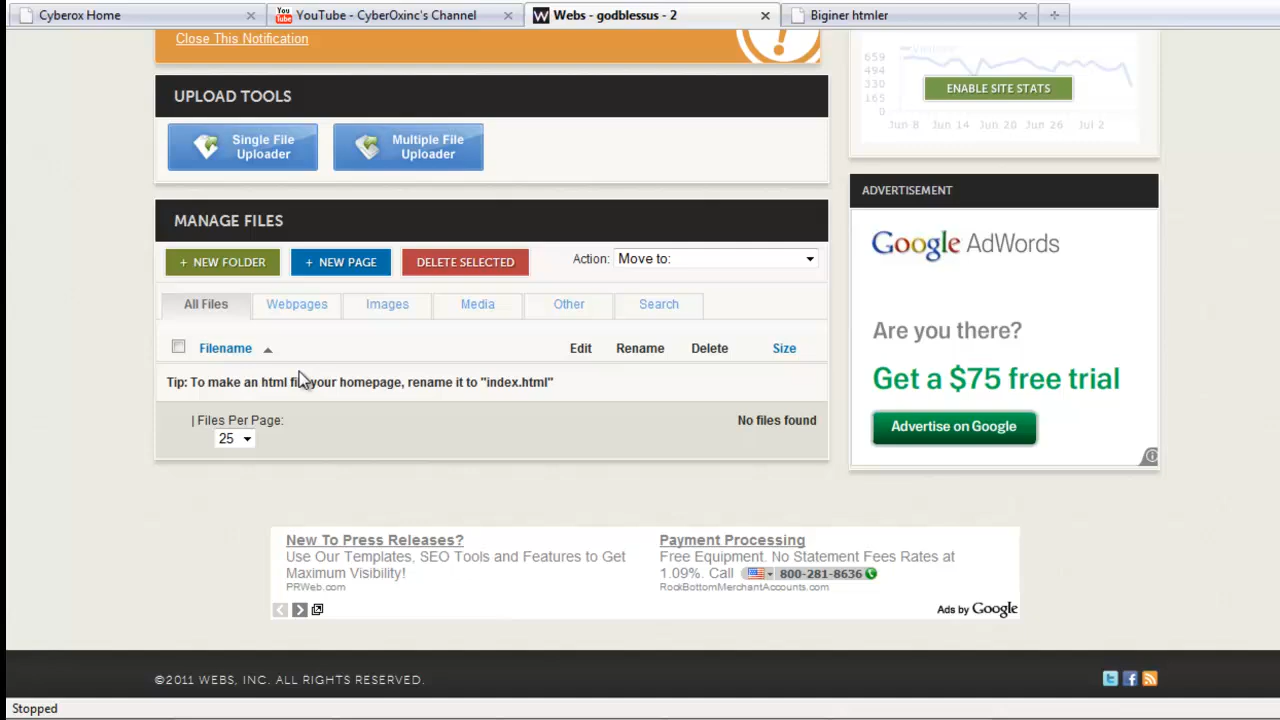 Cyberox Home
YouTube - CyberOxinc's Channel
Webs - godblessus - 2
Biginer htmler
Close This Notification
UPLOAD TOOLS
Single File Uploader
Multiple File Uploader
659
494
330
165
0
ENABLE SITE STATS
Jun 8 Jun 14 Jun 20 Jun 26 Jul 2
MANAGE FILES
+ NEW FOLDER
+ NEW PAGE
DELETE SELECTED
Action: Move to:
All Files
Webpages
Images
Media
Other
Search
Filename
Edit
Rename
Delete
Size
Tip: To make an html your homepage, rename it to "index.html"
| Files Per Page:
25
No files found
ADVERTISEMENT
Google AdWords
Are you there?
Get a $75 free trial
Advertise on Google
New To Press Releases?
Use Our Templates, SEO Tools and Features to Get
Maximum Visibility!
PRWeb.com
Payment Processing
Free Equipment. No Statement Fees Rates at
1.09%. Call 800-281-8636
RockBottomMerchantAccounts.com
Ads by Google
©2011 WEBS, INC. ALL RIGHTS RESERVED.
Stopped